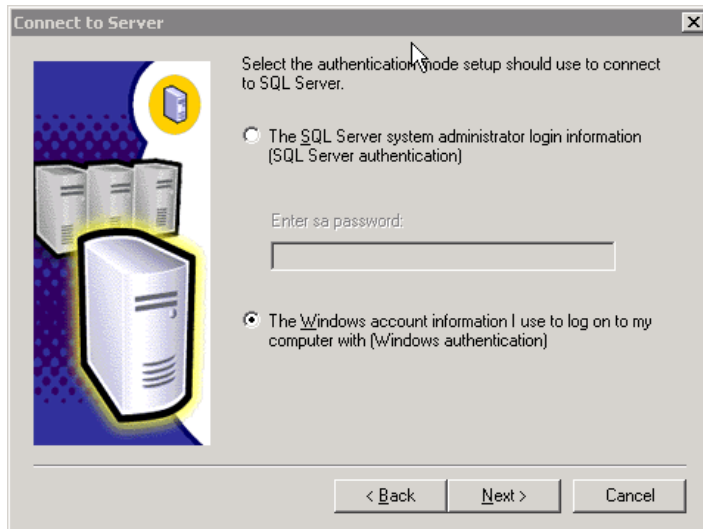 Connect to Server
Select the authentication mode setup should use to connect
to SQL Server.
The SQL Server system administrator login information
(SQL Server authentication)
Enter sa password:
The Windows account information I use to log on to my
computer with (Windows authentication)
< Back
Next >
Cancel